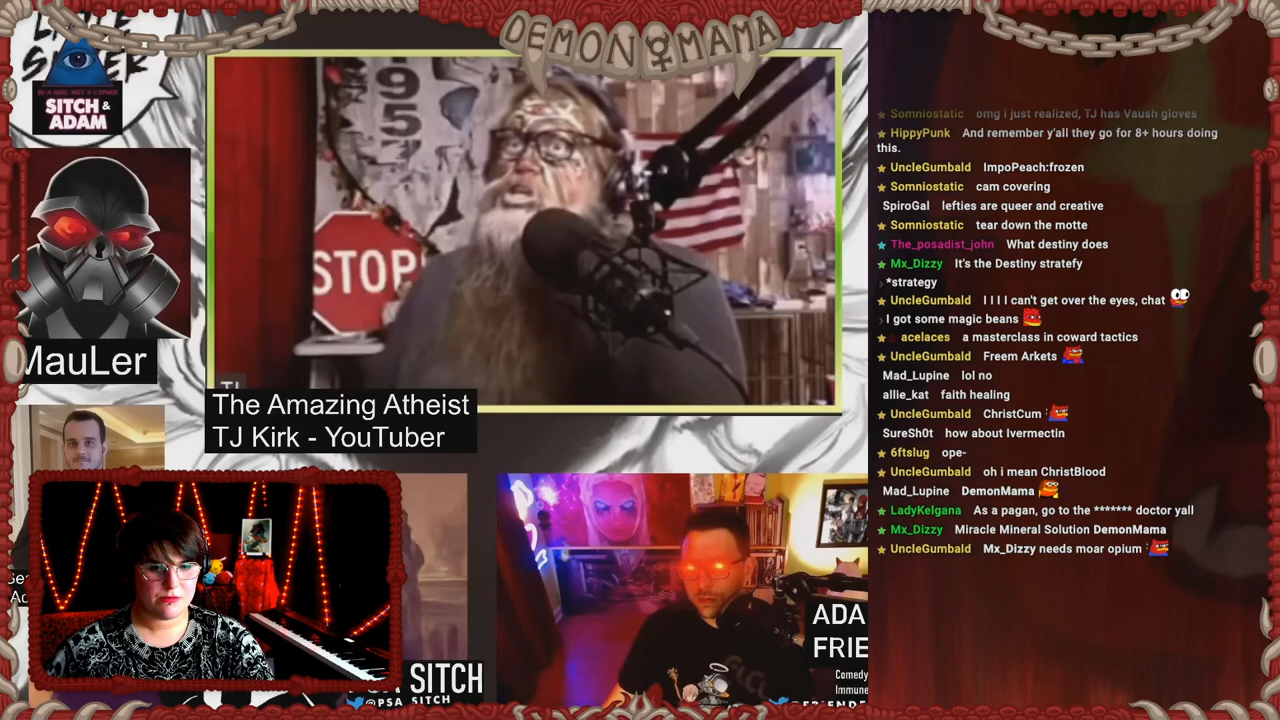 DEMON MAMA
SITCH &
ADAM
1957
STOP
MauLer
The Amazing Atheist
TJ Kirk - YouTuber
SITCH
@PSA_SITCH
ADA
FRIE
Comedy
Immune
Somniostatic omg i just realized, TJ has Vaush gloves
HippyPunk And remember y'all they go for 8+ hours doing
this.
UncleGumbald ImpoPeach:frozen
Somniostatic cam covering
SpiroGal lefties are queer and creative
Somniostatic tear down the motte
The_posadist_john What destiny does
Mx_Dizzy It's the Destiny stratefy
*strategy
UncleGumbald I I I I can't get over the eyes, chat
I got some magic beans
acelaces a masterclass in coward tactics
UncleGumbald Freem Arkets
Mad_Lupine lol no
allie_kat faith healing
UncleGumbald ChristCum
SureSh0t how about Ivermectin
6ftslug ope-
UncleGumbald oh i mean ChristBlood
Mad_Lupine DemonMama
LadyKelgana As a pagan, go to the ******* doctor yall
Mx_Dizzy Miracle Mineral Solution DemonMama
UncleGumbald Mx_Dizzy needs moar opium